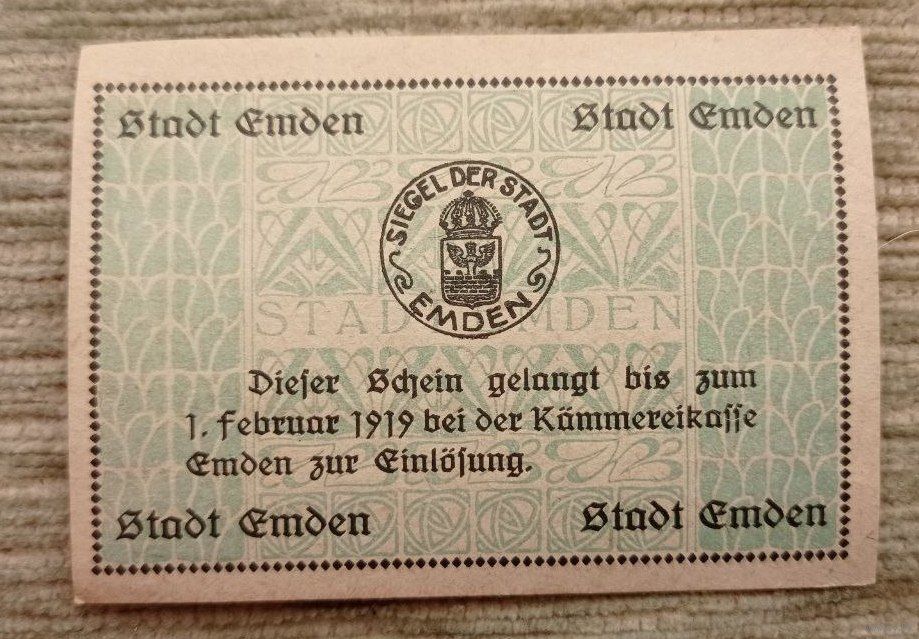 Stadt Emden
Stadt Emden
SIEGEL DER STADT
EMDEN
STADT EMDEN
Dieſer Schein gelangt bis zum
1. Februar 1919 bei der Kämmereikaſſe
Emden zur Einlöſung.
Stadt Emden
Stadt Emden